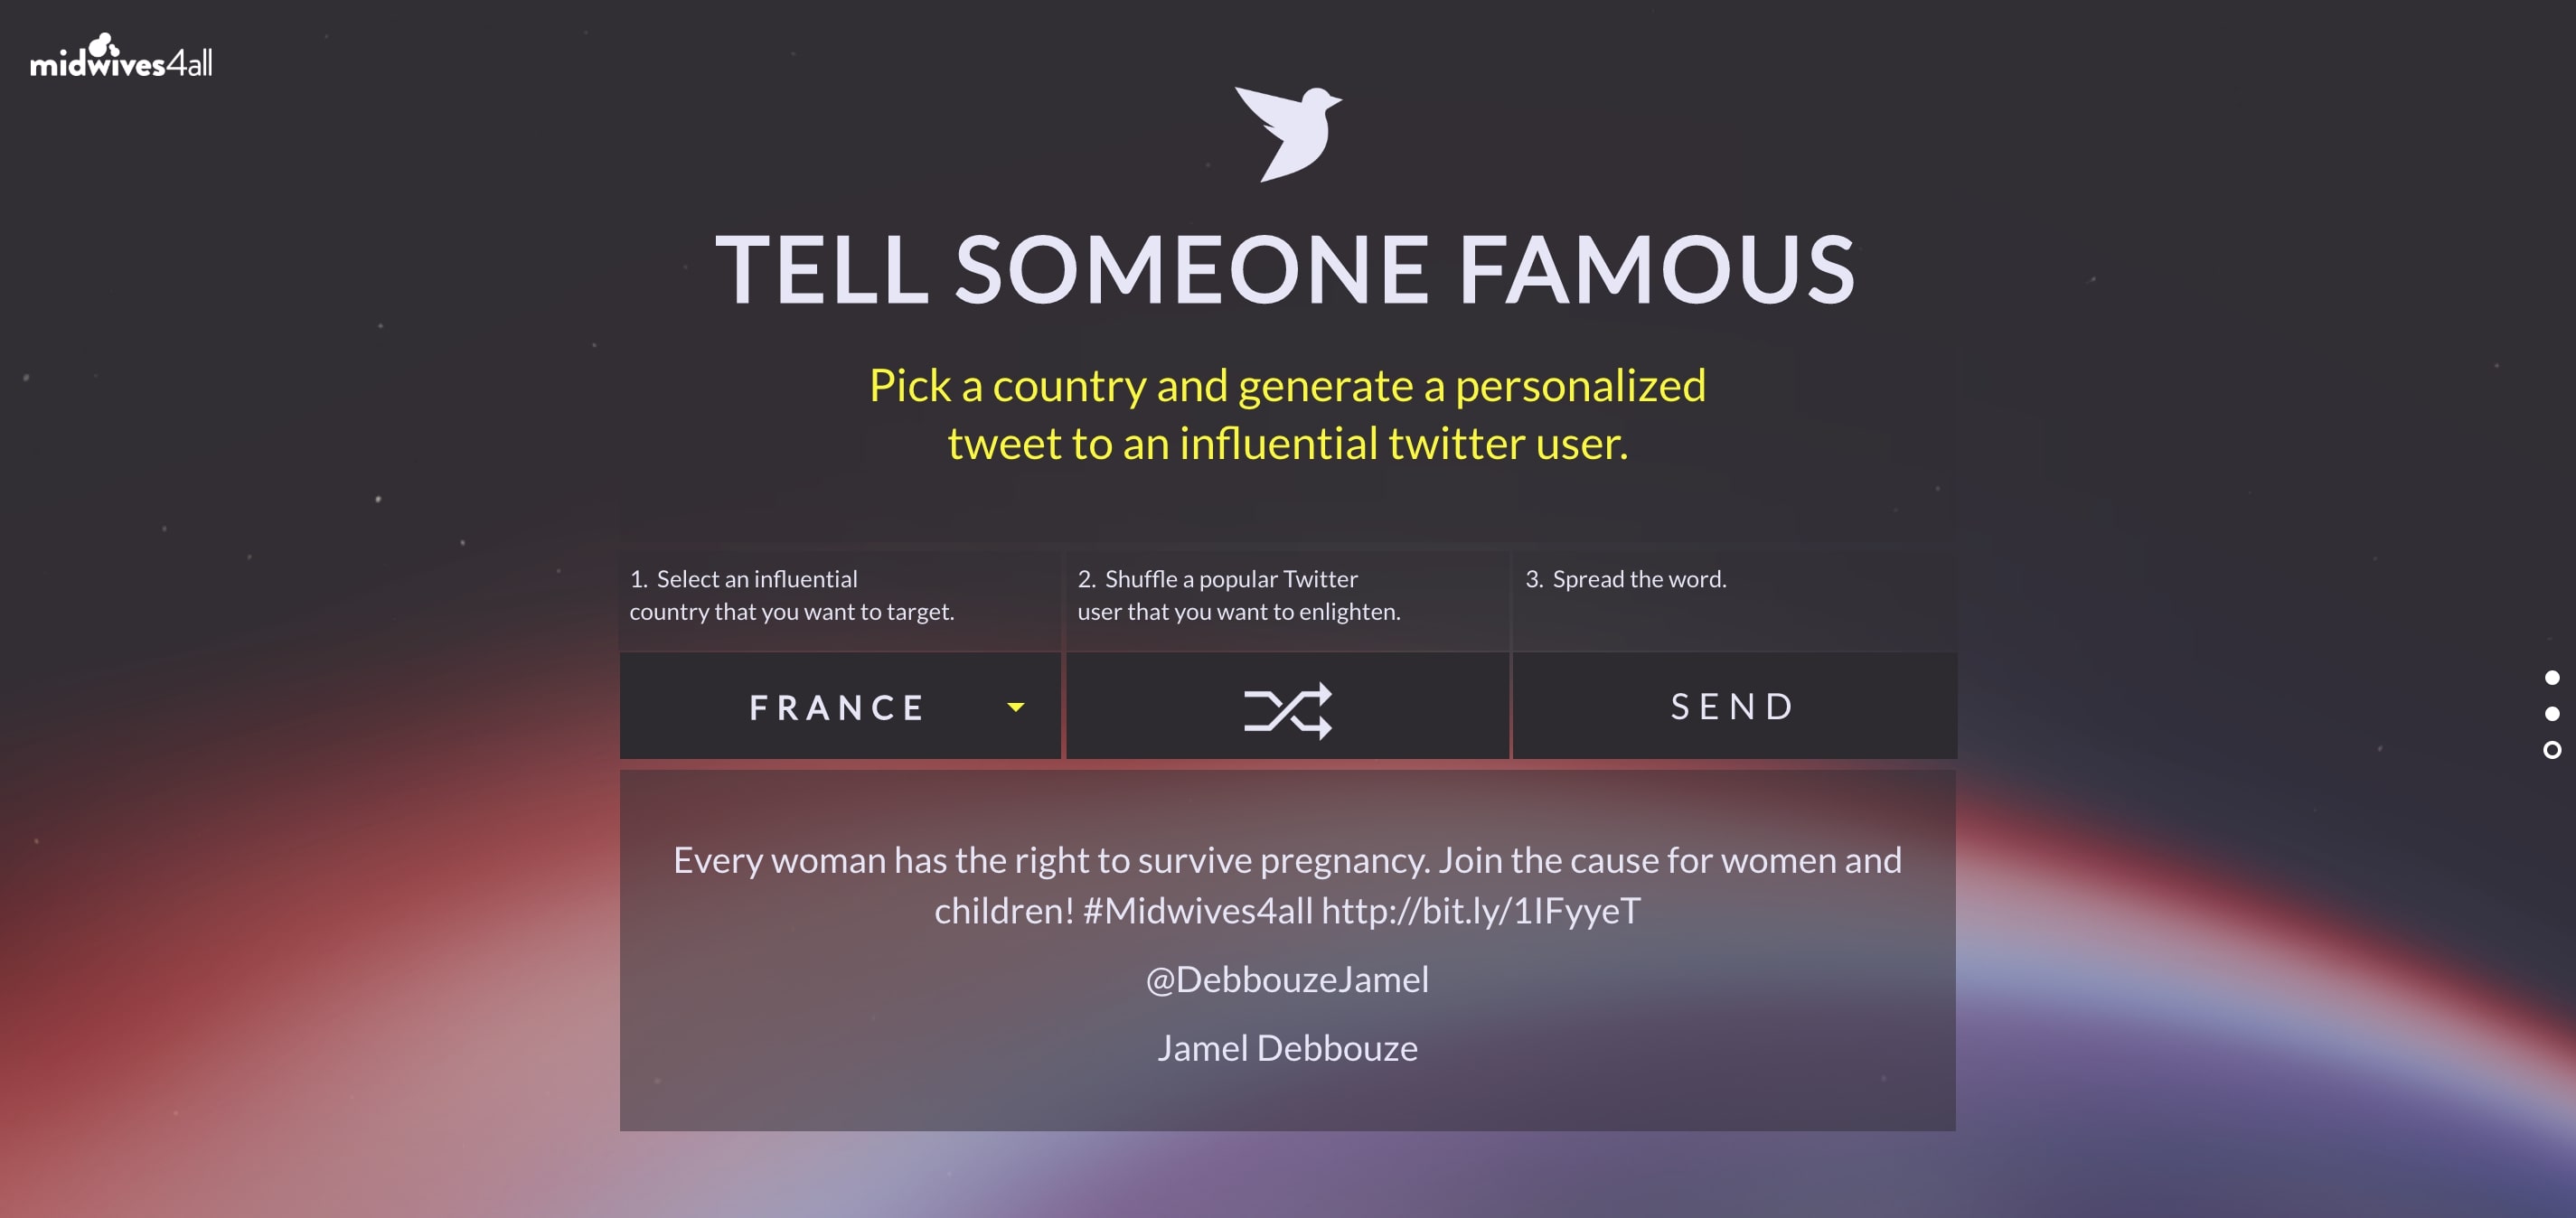 midwives4all
TELL SOMEONE FAMOUS
Pick a country and generate a personalized
tweet to an influential twitter user.
1. Select an influential
country that you want to target.
2. Shuffle a popular Twitter
user that you want to enlighten.
3. Spread the word.
FRANCE
SEND
Every woman has the right to survive pregnancy. Join the cause for women and
children! #Midwives4all http://bit.ly/1IFyyeT
@DebbouzeJamel
Jamel Debbouze